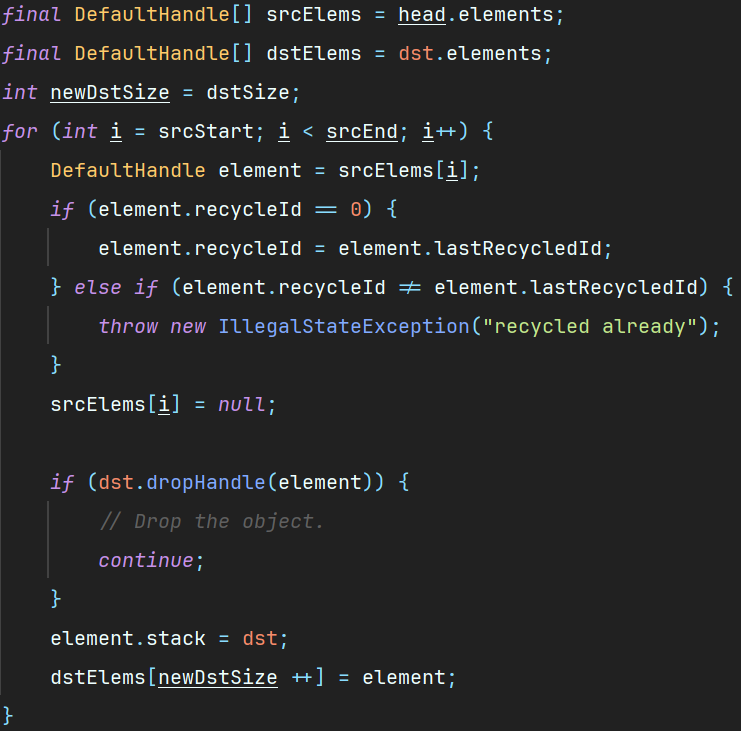 final DefaultHandle[] srcElems = head.elements;
final DefaultHandle[] dstElems = dst.elements;
int newDstSize = dstSize;
for (int i = srcStart; i < srcEnd; i++) {
    DefaultHandle element = srcElems[i];
    if (element.recycleId == 0) {
        element.recycleId = element.lastRecycledId;
    } else if (element.recycleId != element.lastRecycledId) {
        throw new IllegalStateException("recycled already");
    }
    srcElems[i] = null;

    if (dst.dropHandle(element)) {
        // Drop the object.
        continue;
    }
    element.stack = dst;
    dstElems[newDstSize ++] = element;
}